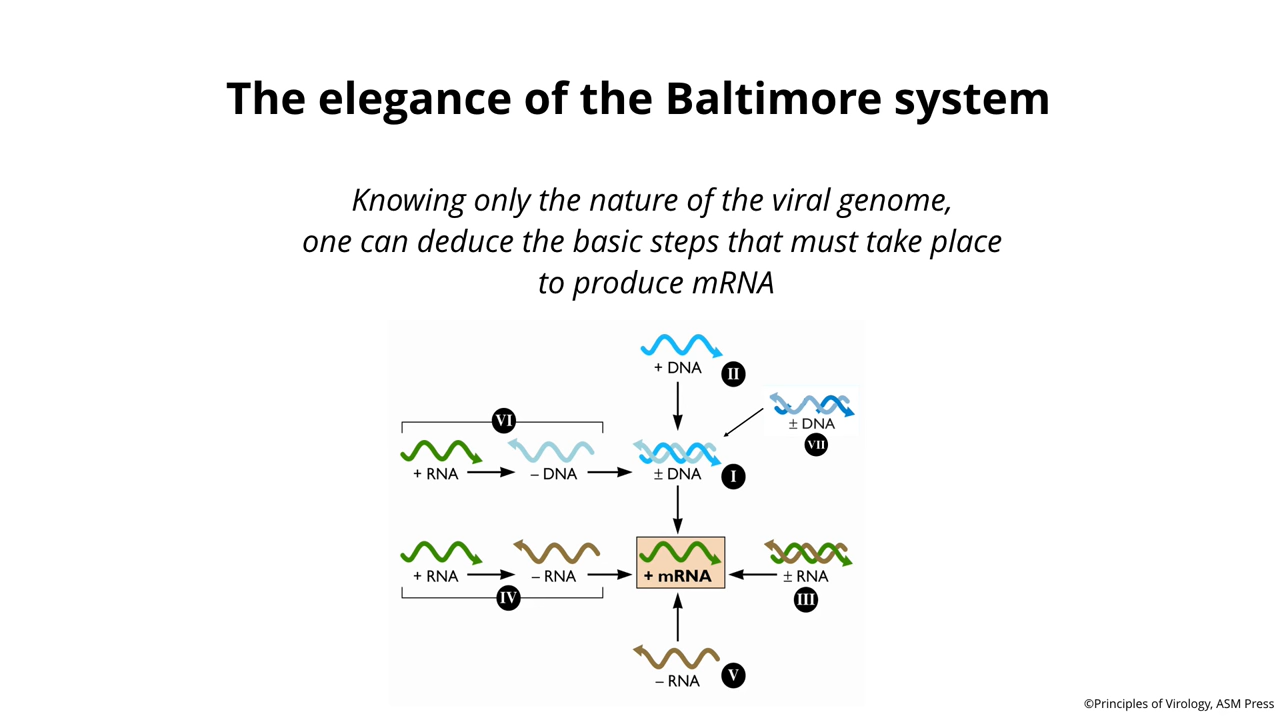 The elegance of the Baltimore system
Knowing only the nature of the viral genome,
one can deduce the basic steps that must take place
to produce mRNA
+ DNA
II
± DNA
VII
VI
+ RNA
– DNA
± DNA
I
+ RNA
– RNA
+ mRNA
± RNA
IV
III
– RNA
V
©Principles of Virology, ASM Press